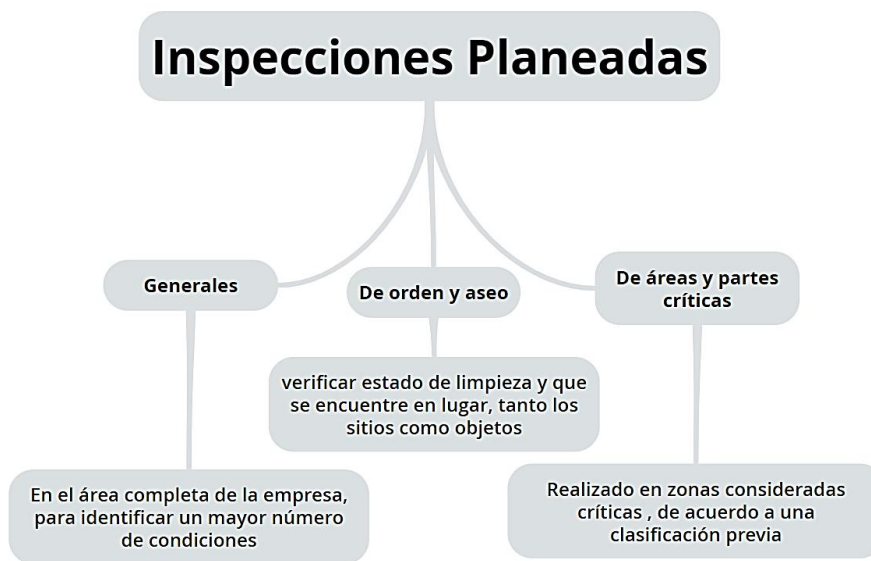 Inspecciones Planeadas
Generales
De orden y aseo
De áreas y partes
críticas
verificar estado de limpieza y que
se encuentre en lugar, tanto los
sitios como objetos
En el área completa de la empresa,
para identificar un mayor número
de condiciones
Realizado en zonas consideradas
críticas , de acuerdo a una
clasificación previa